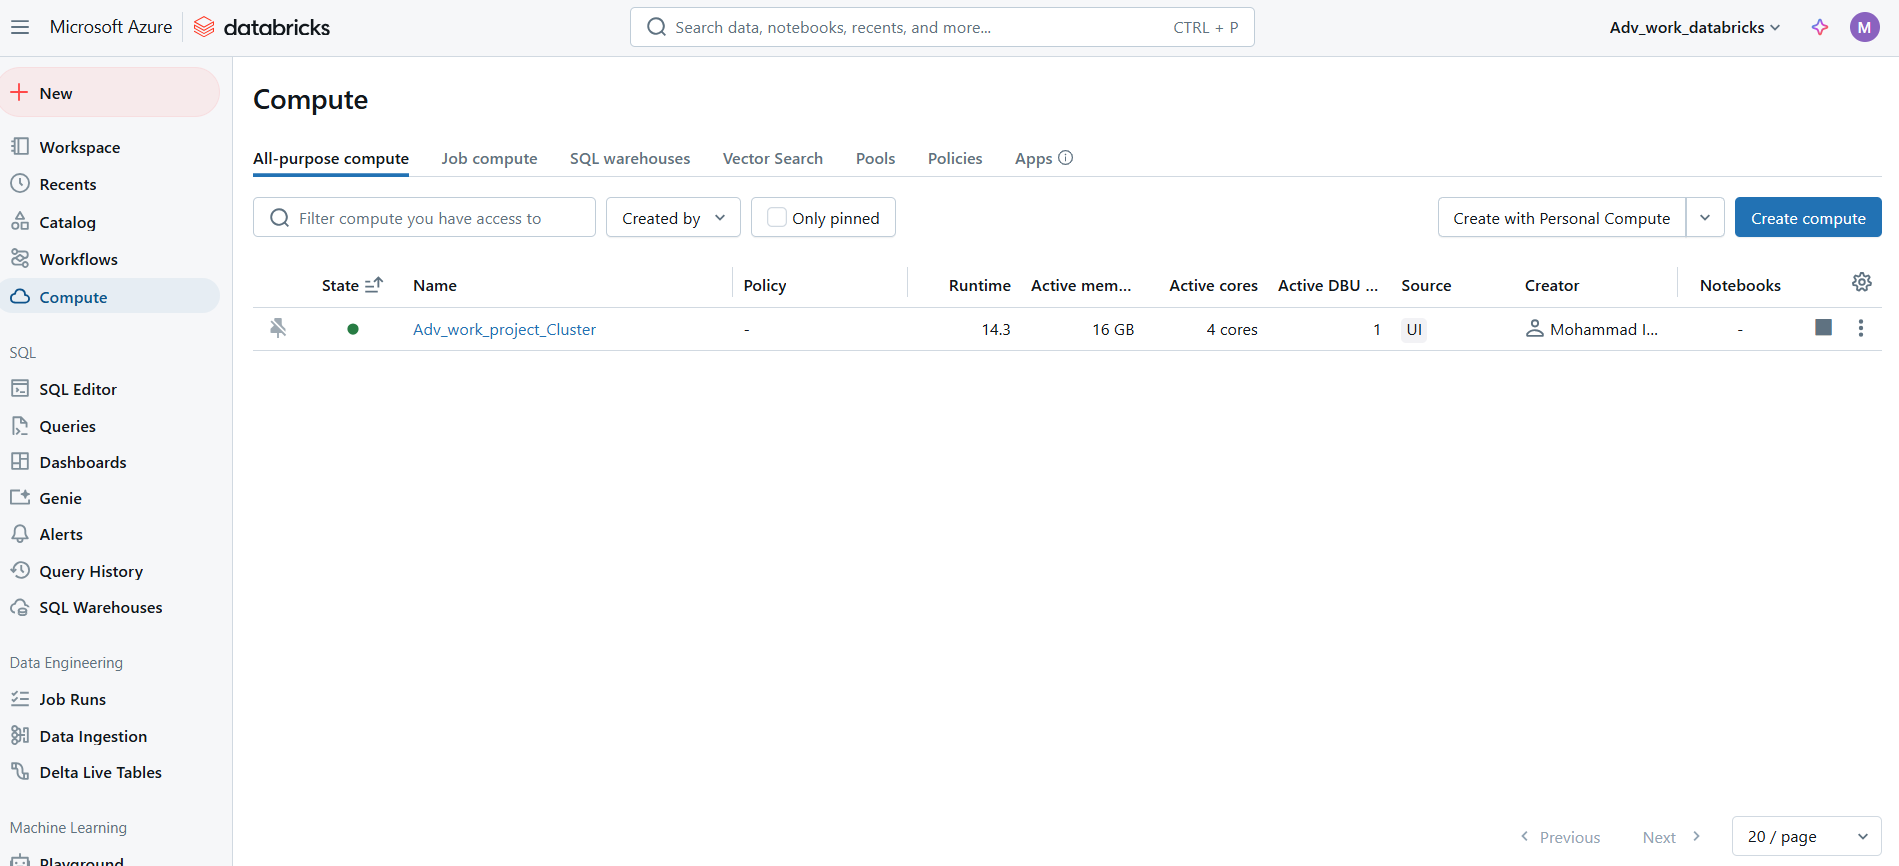 Microsoft Azure databricks
Search data, notebooks, recents, and more... CTRL + P
Adv_work_databricks
M
New
Workspace
Recents
Catalog
Workflows
Compute
SQL
SQL Editor
Queries
Dashboards
Genie
Alerts
Query History
SQL Warehouses
Data Engineering
Job Runs
Data Ingestion
Delta Live Tables
Machine Learning
Playground
Compute
All-purpose compute Job compute SQL warehouses Vector Search Pools Policies Apps
Filter compute you have access to Created by Only pinned Create with Personal Compute Create compute
State Name Policy Runtime Active mem... Active cores Active DBU ... Source Creator Notebooks
Adv_work_project_Cluster - 14.3 16 GB 4 cores 1 UI Mohammad I... -
Previous Next 20 / page